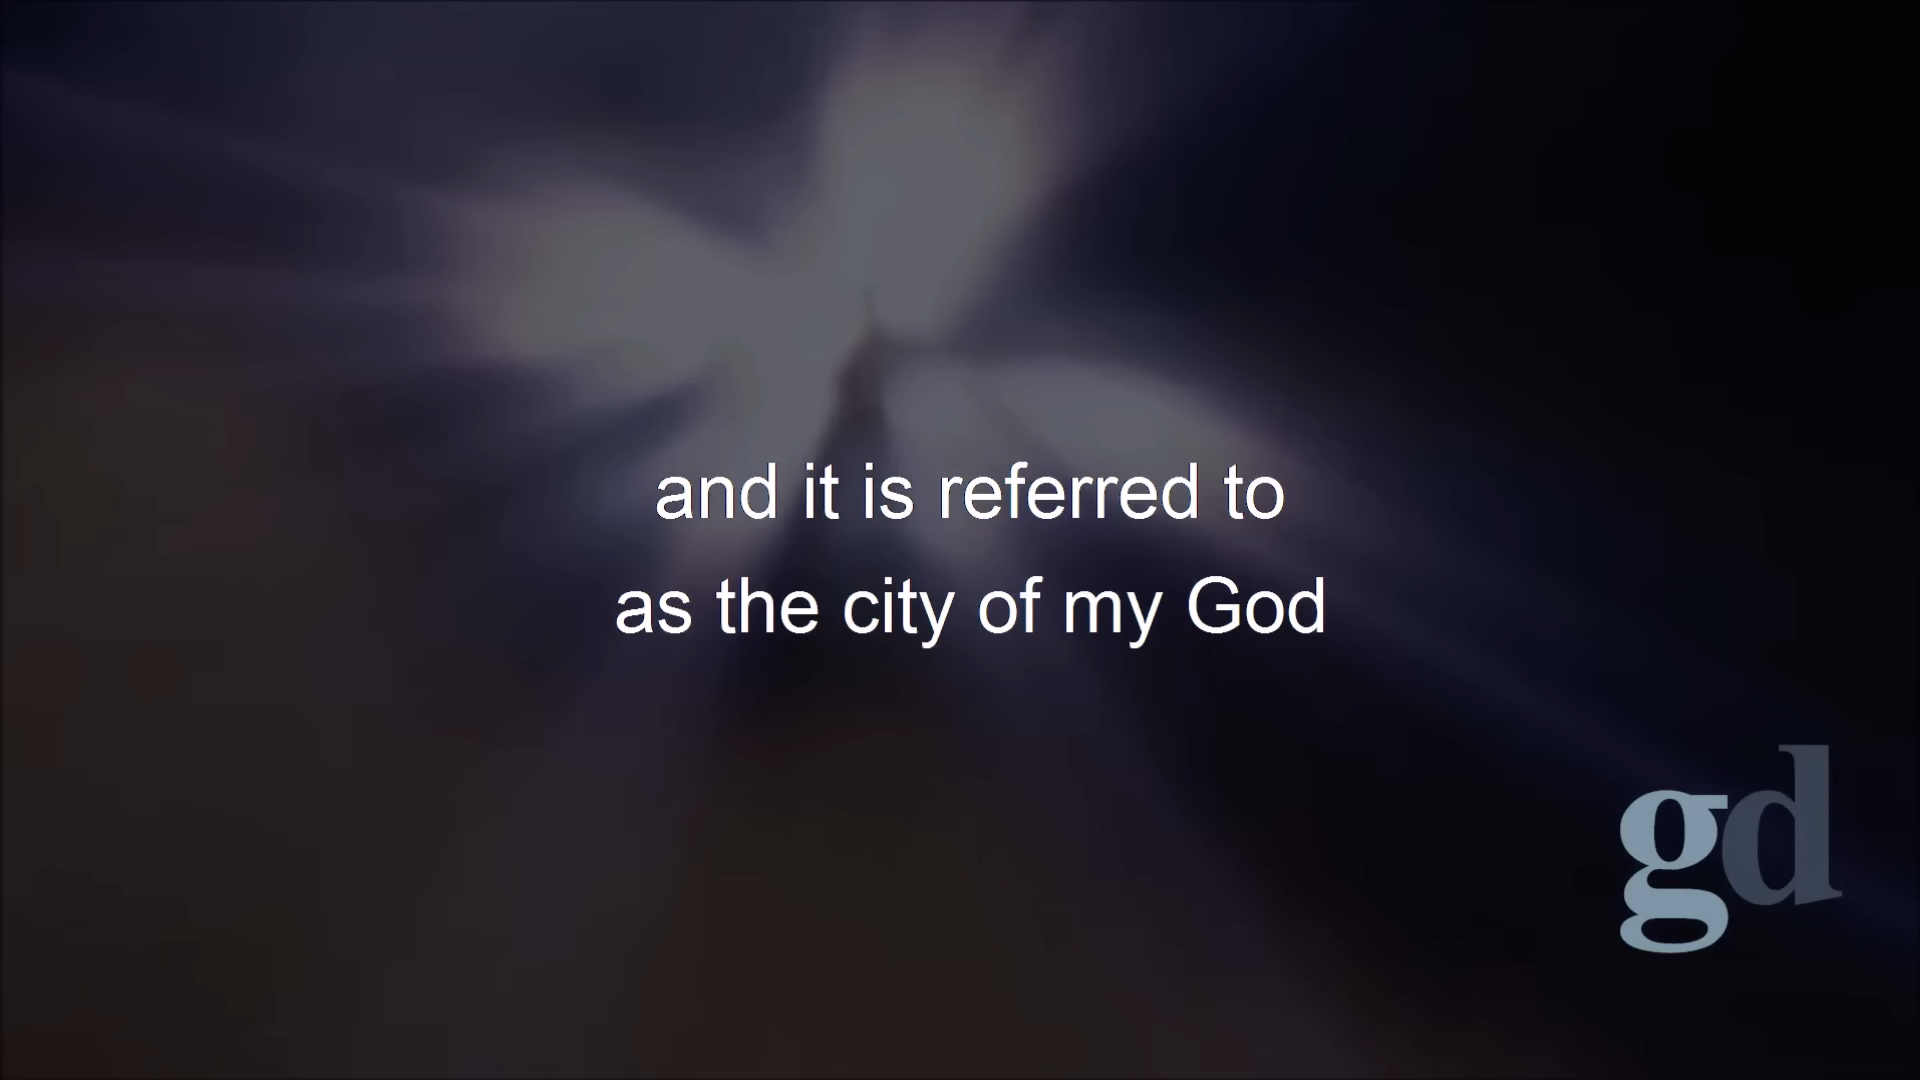 and it is referred to
as the city of my God
gd